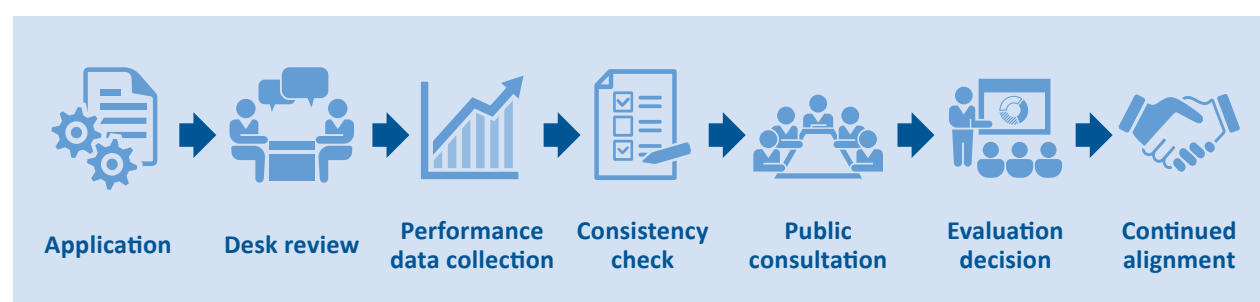 Application
Desk review
Performance
data collection
Consistency
check
Public
consultation
Evaluation
decision
Continued
alignment